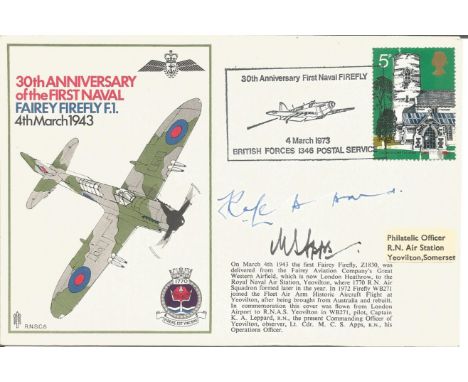 30th ANNIVERSARY
of the FIRST NAVAL
FAIREY FIREFLY F.I.
4th March 1943
30th Anniversary First Naval FIREFLY
4 March 1973
BRITISH FORCES 1346 POSTAL SERVICE
5p
Philatelic Officer
R.N. Air Station
Yeovilton,Somerset
On March 4th 1943 the first Fairey Firefly, Z1830, was
delivered from the Fairey Aviation Company's Great
Western Airfield, which is now London Heathrow, to
the Royal Naval Air Station, Yeovilton, where 1770 R.N. Air
Squadron formed later in the year. In 1972 Firefly WB271
joined the Fleet Air Arm Historic Aircraft Flight at
Yeovilton, after being brought from Australia and rebuilt.
In commemoration this cover was flown from London
Airport to R.N.A.S. Yeovilton in WB271, pilot, Captain
K. A. Leppard, R.N., the present Commanding Officer of
Yeovilton, observer, Lt. Cdr. M. C. S. Apps, R.N., his
Operations Officer.
1770
RNSC6